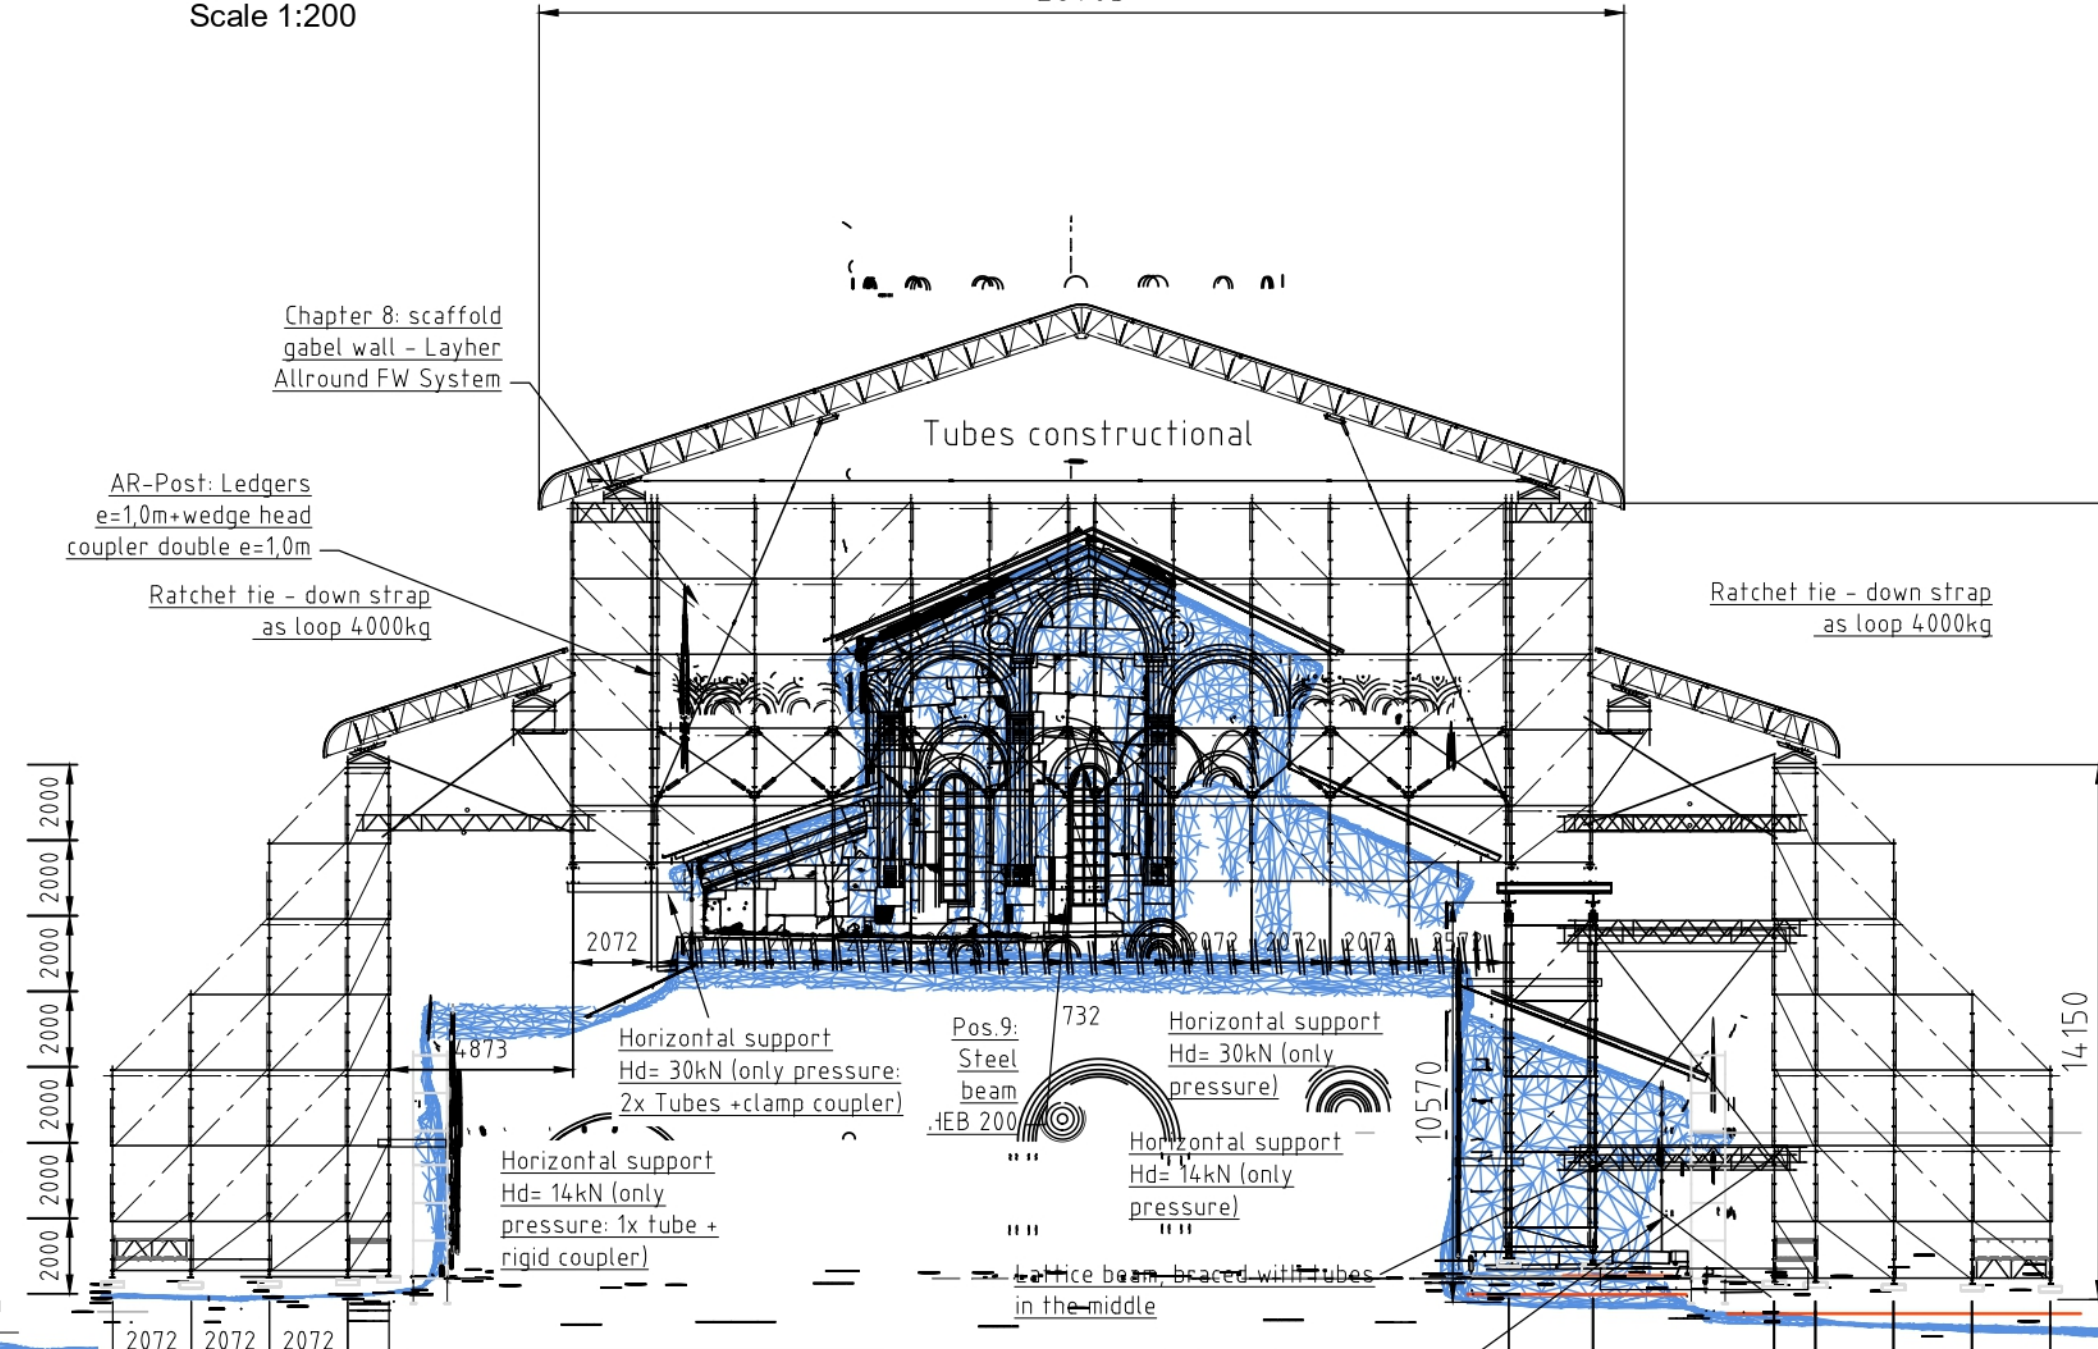 Scale 1:200
Chapter 8: scaffold
gabel wall - Layher
Allround FW System
Tubes constructional
AR-Post: Ledgers
e=1,0m+wedge head
coupler double e=1,0m
Ratchet tie - down strap
as loop 4000kg
Ratchet tie - down strap
as loop 4000kg
2000
2000
2000
2000
2000
2000
2000
2072
2072
2072
2072
2572
4873
732
10570
14150
Horizontal support
Hd= 30kN (only pressure:
2x Tubes +clamp coupler)
Pos.9:
Steel
beam
HEB 200
Horizontal support
Hd= 30kN (only
pressure)
Horizontal support
Hd= 14kN (only
pressure: 1x tube +
rigid coupler)
Horizontal support
Hd= 14kN (only
pressure)
Lattice beam, braced with tubes
in the middle
2072
2072
2072